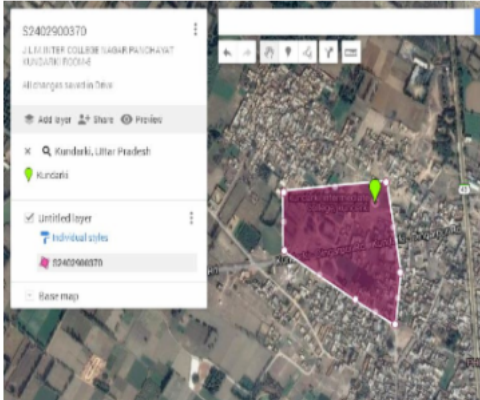 S2402900370
J.L.M.INTER COLLEGE NAGAR PANCHAYAT
KUNDARKI ROOM-6
All changes saved in Drive
Add layer Share Preview
Kundarki, Uttar Pradesh
Kundarki
Untitled layer
Individual styles
S2402900370
Base map